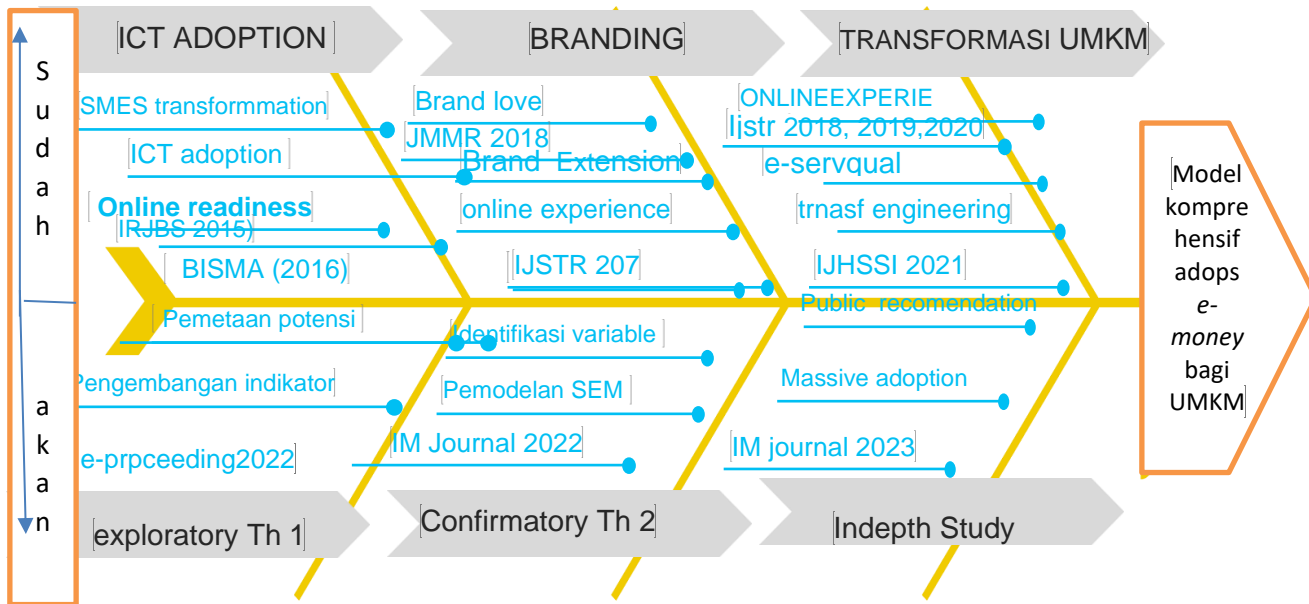 Sudah
akan
ICT ADOPTION
BRANDING
TRANSFORMASI UMKM
SMES transformmation
ICT adoption
Online readiness
IRJBS 2015)
BISMA (2016)
Brand love
JMMR 2018
Brand Extension
online experience
IJSTR 207
ONLINEEXPERIE
Ijstr 2018, 2019,2020
e-servqual
trnasf engineering
IJHSSI 2021
Pemetaan potensi
Pengembangan indikator
e-prpceeding2022
Identifikasi variable
Pemodelan SEM
IM Journal 2022
Public recomendation
Massive adoption
IM journal 2023
exploratory Th 1
Confirmatory Th 2
Indepth Study
Model
kompre
hensif
adops
e-
money
bagi
UMKM